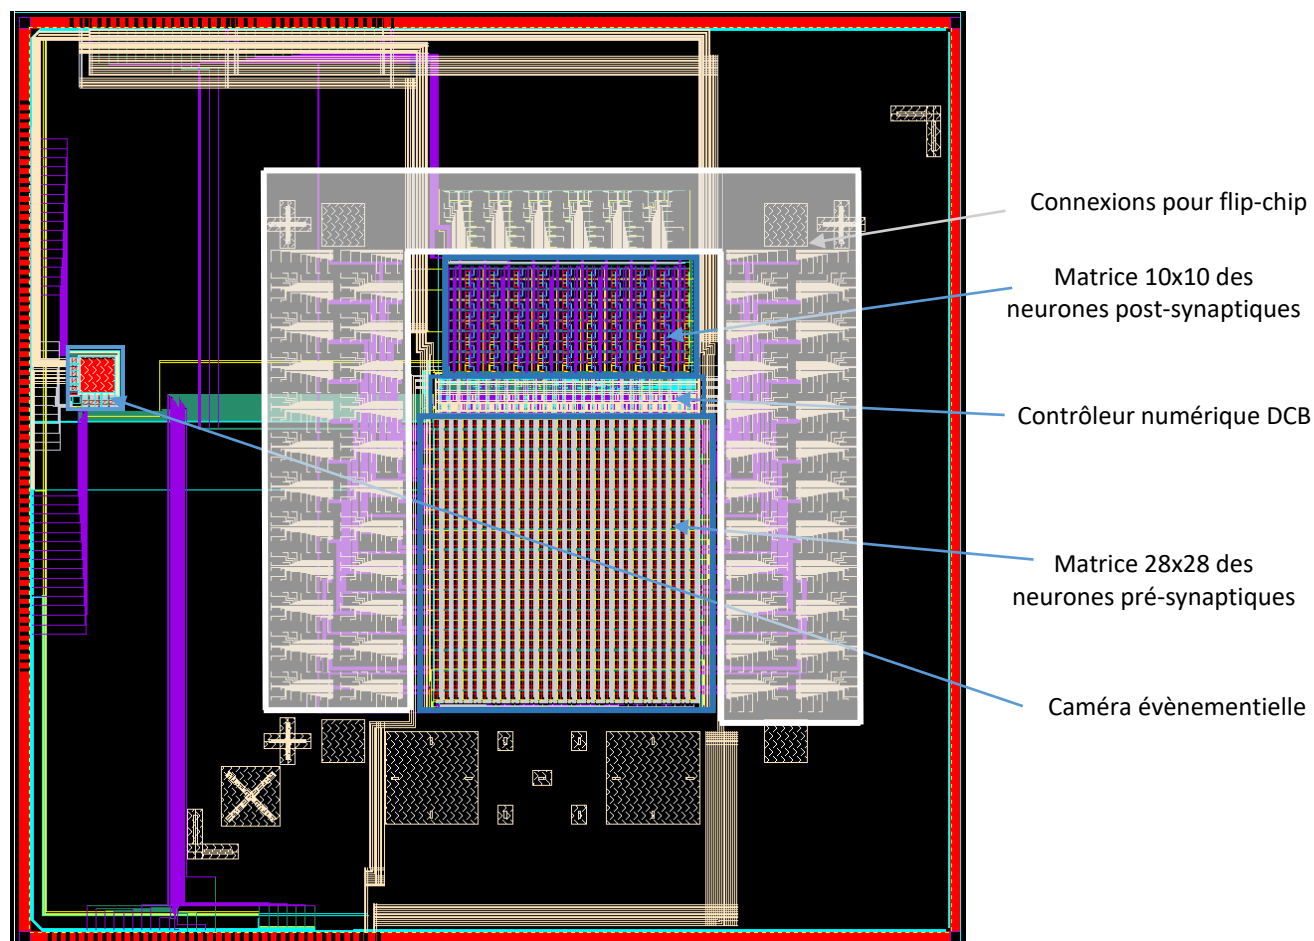 Connexions pour flip-chip
Matrice 10x10 des
neurones post-synaptiques
Contrôleur numérique DCB
Matrice 28x28 des
neurones pré-synaptiques
Caméra évènementielle